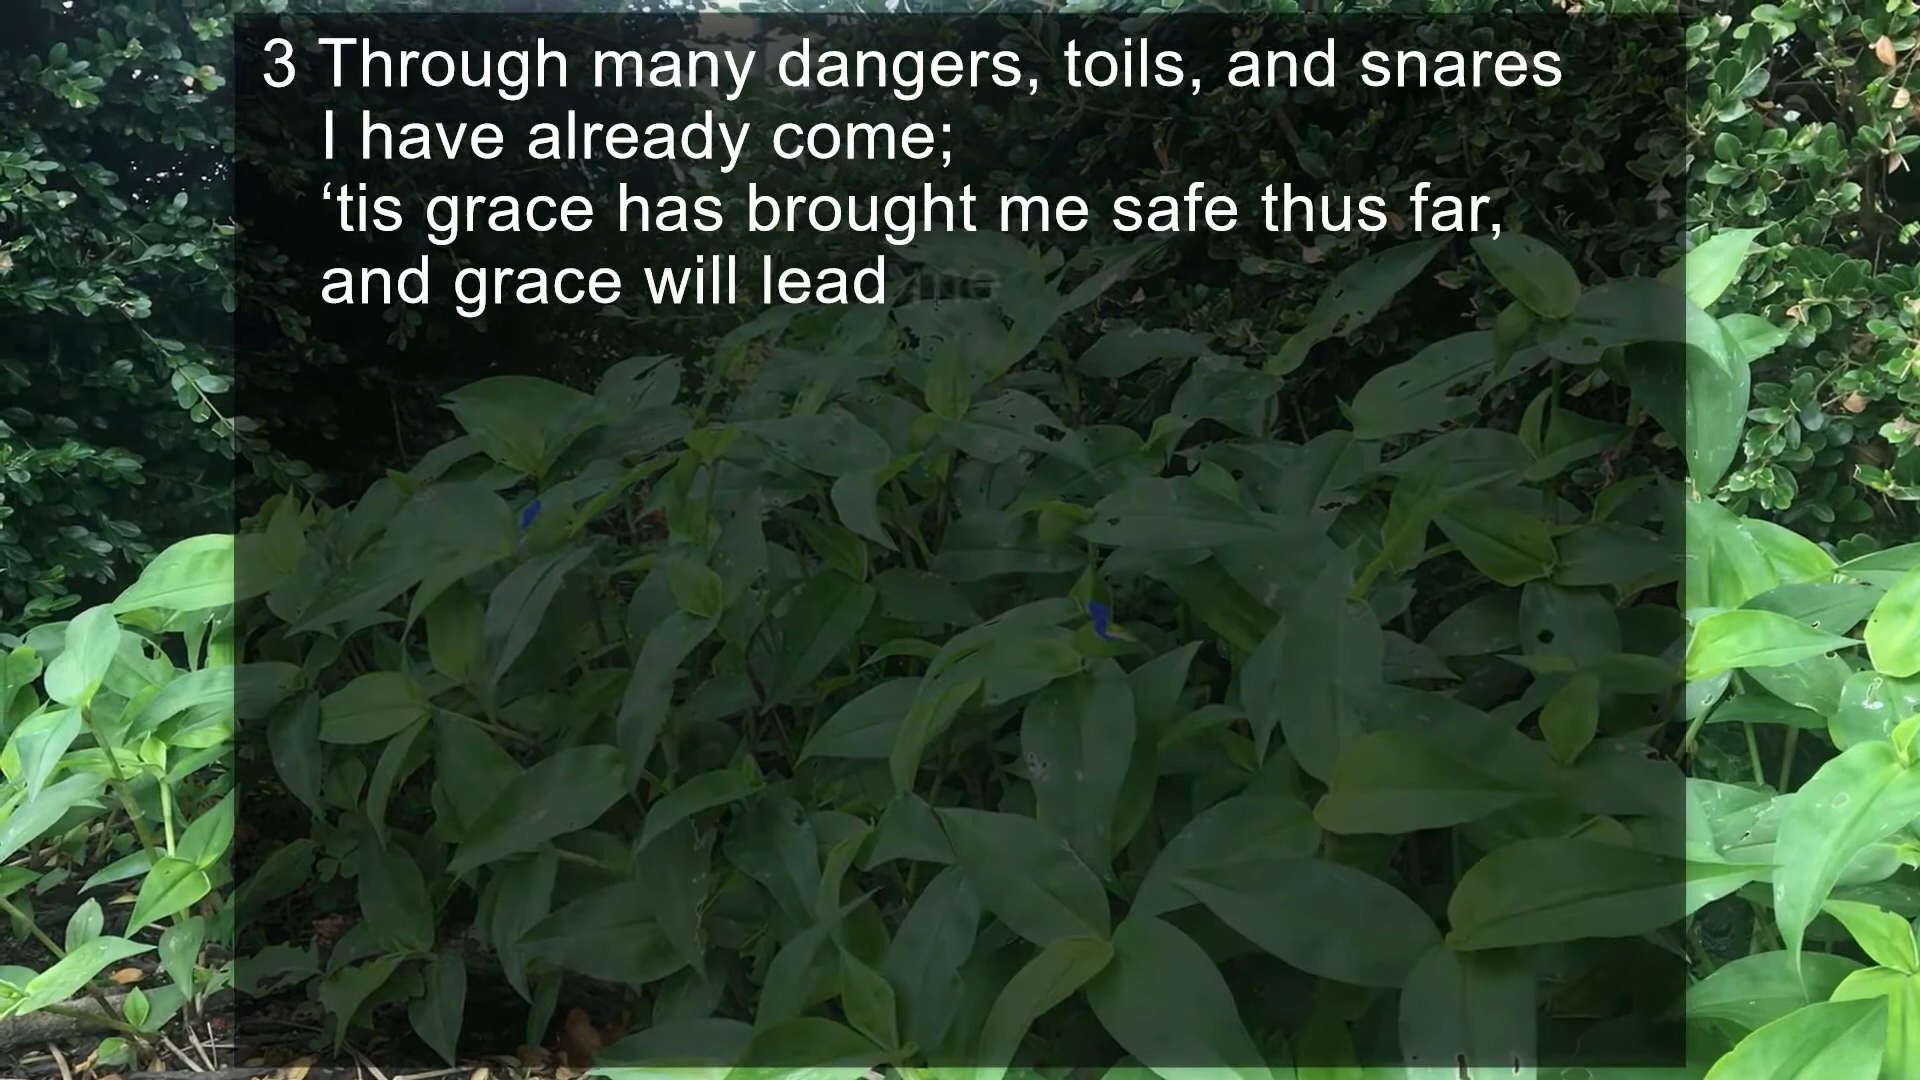 3 Through many dangers, toils, and snares
I have already come;
‘tis grace has brought me safe thus far,
and grace will lead me